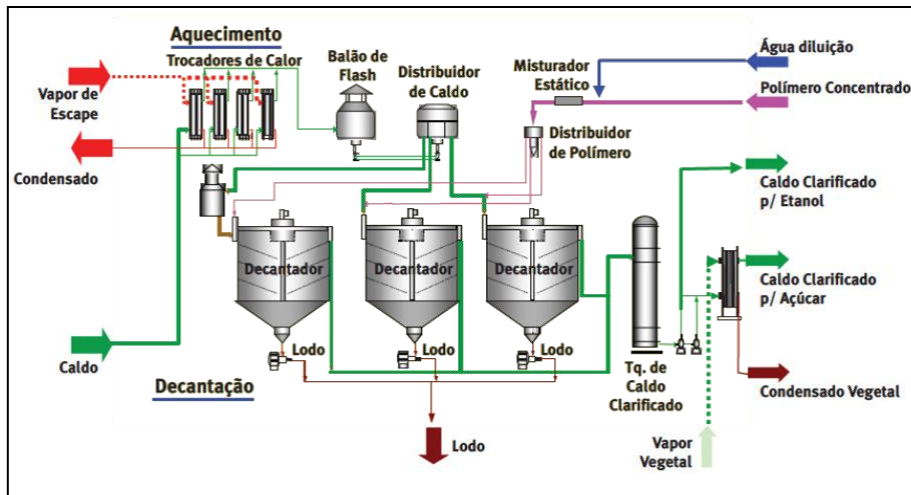 Aquecimento
Trocadores de Calor
Vapor de
Escape
Condensado
Balão de
Flash
Distribuidor
de Caldo
Misturador
Estático
Água diluição
Polímero Concentrado
Distribuidor
de Polímero
Caldo Clarificado
p/ Etanol
Decantador
Decantador
Decantador
Caldo Clarificado
p/ Açúcar
Caldo
Lodo
Lodo
Lodo
Tq. de
Caldo
Clarificado
Condensado Vegetal
Decantação
Lodo
Vapor
Vegetal